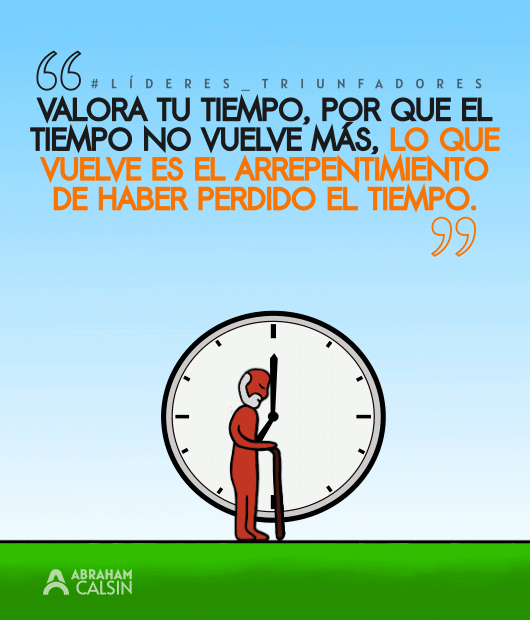 “
#LÍDERES_TRIUNFADORES
VALORA TU TIEMPO, POR QUE EL
TIEMPO NO VUELVE MÁS, LO QUE
VUELVE ES EL ARREPENTIMIENTO
DE HABER PERDIDO EL TIEMPO.
”
ABRAHAM
CALSIN